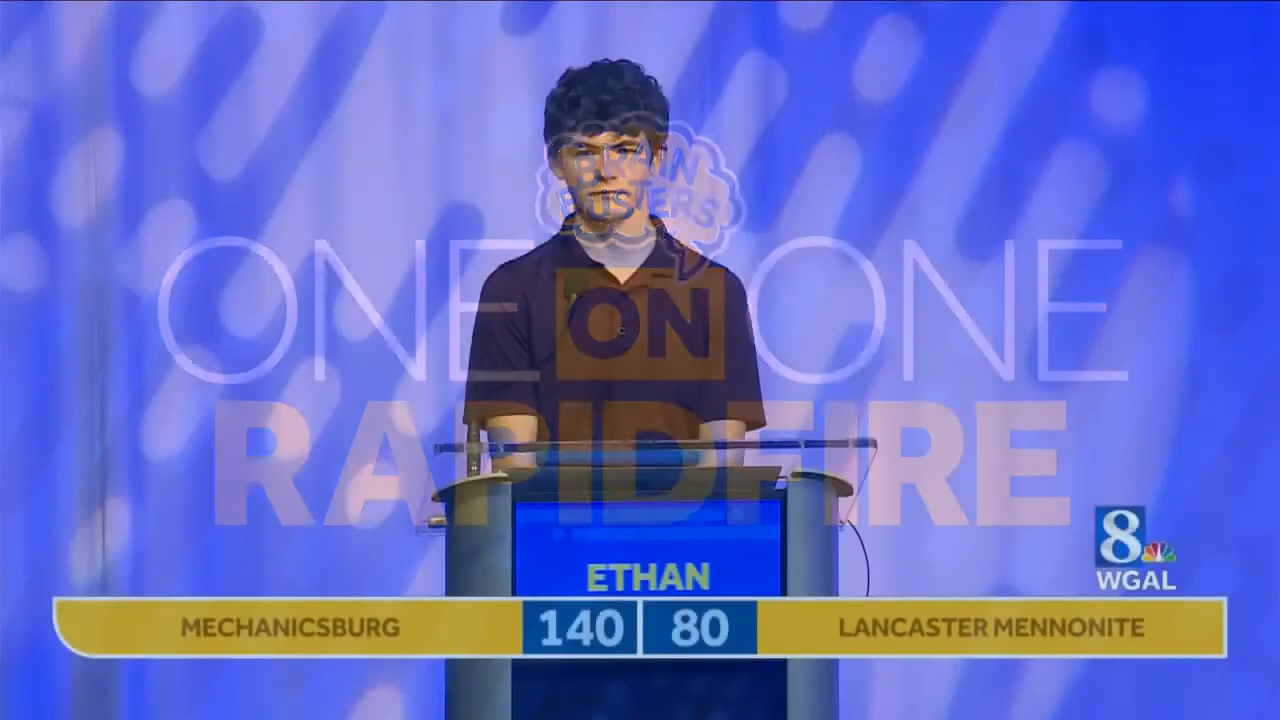 BRAIN
BUSTERS
ONE ON ONE
RAPIDFIRE
8
WGAL
ETHAN
MECHANICSBURG 140 80 LANCASTER MENNONITE